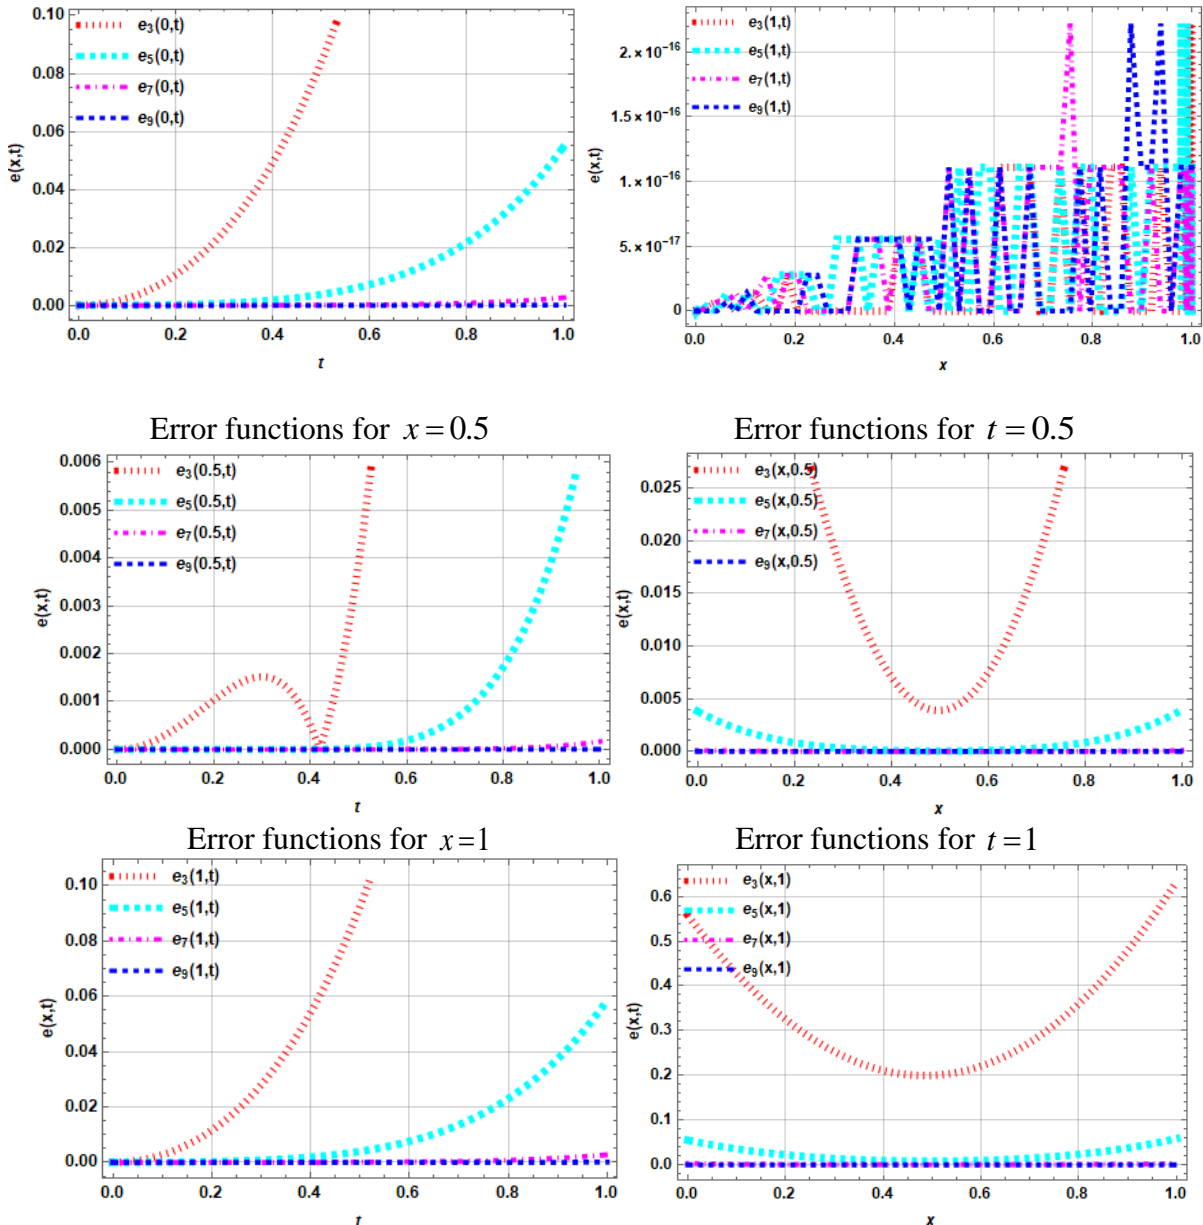 e3(0,t)
e5(0,t)
e7(0,t)
e9(0,t)
0.10
0.08
0.06
0.04
0.02
0.00
e(x,t)
0.0 0.2 0.4 0.6 0.8 1.0
t
e3(1,t)
e5(1,t)
e7(1,t)
e9(1,t)
2.×10⁻¹⁶
1.5×10⁻¹⁶
1.×10⁻¹⁶
5.×10⁻¹⁷
0
e(x,t)
0.0 0.2 0.4 0.6 0.8 1.0
x
Error functions for x = 0.5
e3(0.5,t)
e5(0.5,t)
e7(0.5,t)
e9(0.5,t)
0.006
0.005
0.004
0.003
0.002
0.001
0.000
e(x,t)
0.0 0.2 0.4 0.6 0.8 1.0
t
Error functions for t = 0.5
e3(x,0.5)
e5(x,0.5)
e7(x,0.5)
e9(x,0.5)
0.025
0.020
0.015
0.010
0.005
0.000
e(x,t)
0.0 0.2 0.4 0.6 0.8 1.0
x
Error functions for x=1
e3(1,t)
e5(1,t)
e7(1,t)
e9(1,t)
0.10
0.08
0.06
0.04
0.02
0.00
e(x,t)
0.0 0.2 0.4 0.6 0.8 1.0
t
Error functions for t=1
e3(x,1)
e5(x,1)
e7(x,1)
e9(x,1)
0.6
0.5
0.4
0.3
0.2
0.1
0.0
e(x,t)
0.0 0.2 0.4 0.6 0.8 1.0
x